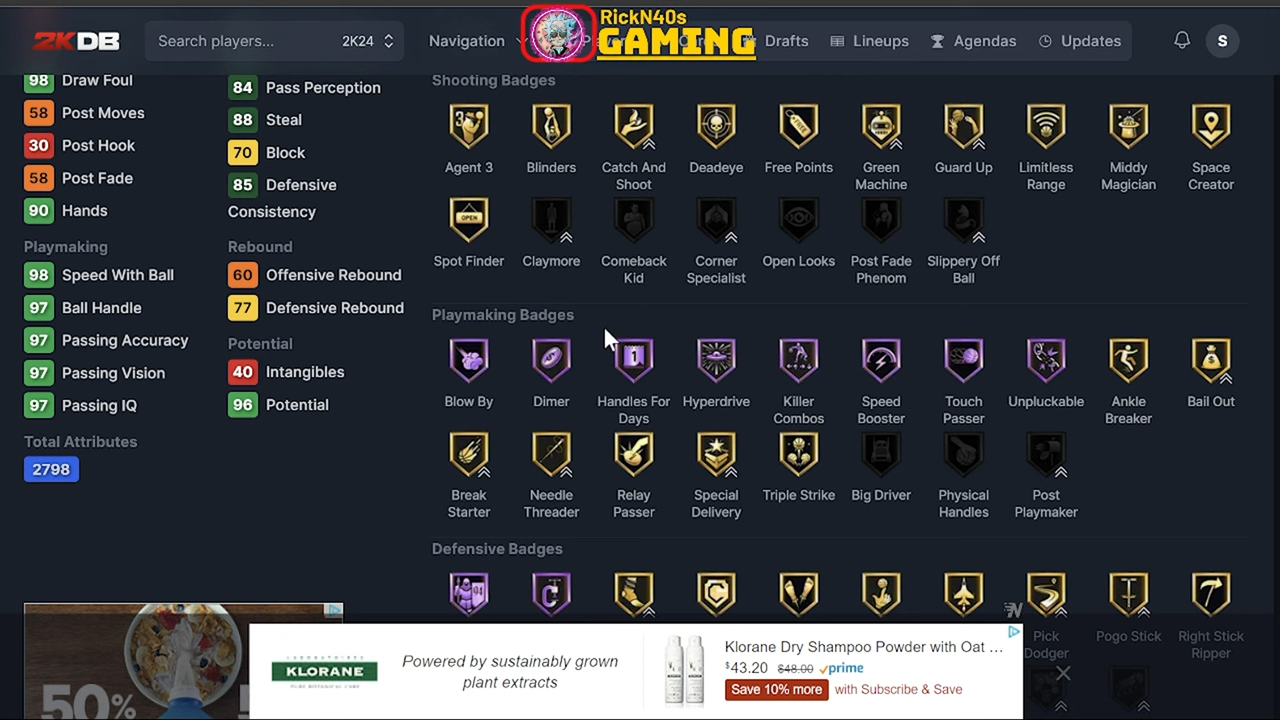 2KDB
Search players...
2K24
Navigation
RickN40s
GAMING
Drafts
Lineups
Agendas
Updates
S
98 Draw Foul
58 Post Moves
30 Post Hook
58 Post Fade
90 Hands
Playmaking
98 Speed With Ball
97 Ball Handle
97 Passing Accuracy
97 Passing Vision
97 Passing IQ
Total Attributes
2798
84 Pass Perception
88 Steal
70 Block
85 Defensive
Consistency
Rebound
60 Offensive Rebound
77 Defensive Rebound
Potential
40 Intangibles
96 Potential
Shooting Badges
Agent 3
Blinders
Catch And
Shoot
Deadeye
Free Points
Green
Machine
Guard Up
Limitless
Range
Middy
Magician
Space
Creator
OPEN
Spot Finder
Claymore
Comeback
Kid
Corner
Specialist
Open Looks
Post Fade
Phenom
Slippery Off
Ball
Playmaking Badges
Blow By
Dimer
1
Handles For
Days
Hyperdrive
Killer
Combos
Speed
Booster
Touch
Passer
Unpluckable
Ankle
Breaker
Bail Out
Break
Starter
Needle
Threader
Relay
Passer
Special
Delivery
Triple Strike
Big Driver
Physical
Handles
Post
Playmaker
Defensive Badges
Pick
Dodger
Pogo Stick
Right Stick
Ripper
50%
KLORANE
Powered by sustainably grown
plant extracts
Klorane Dry Shampoo Powder with Oat ...
$43.20 $48.00 prime
Save 10% more with Subscribe & Save